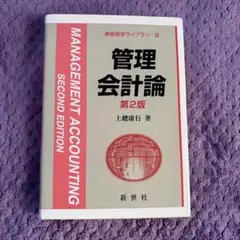 新経営学ライブラリ-9
管理
会計論
第2版
上總康行 著
新世社
MANAGEMENT ACCOUNTING
SECOND EDITION